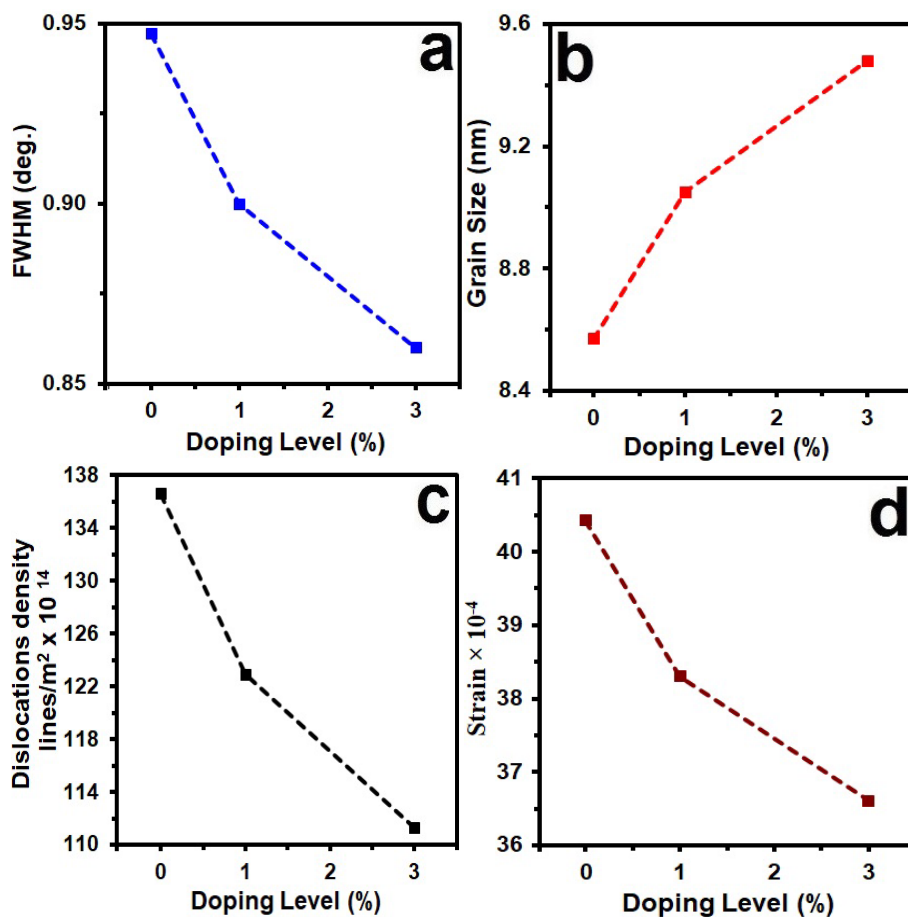 a
FWHM (deg.)
0.95
0.90
0.85
0 1 2 3
Doping Level (%)
b
Grain Size (nm)
9.6
9.2
8.8
8.4
0 1 2 3
Doping Level (%)
c
Dislocations density
lines/m² x 10 ¹⁴
138
134
130
126
122
118
114
110
0 1 2 3
Doping Level (%)
d
Strain × 10⁻⁴
41
40
39
38
37
36
0 1 2 3
Doping Level (%)